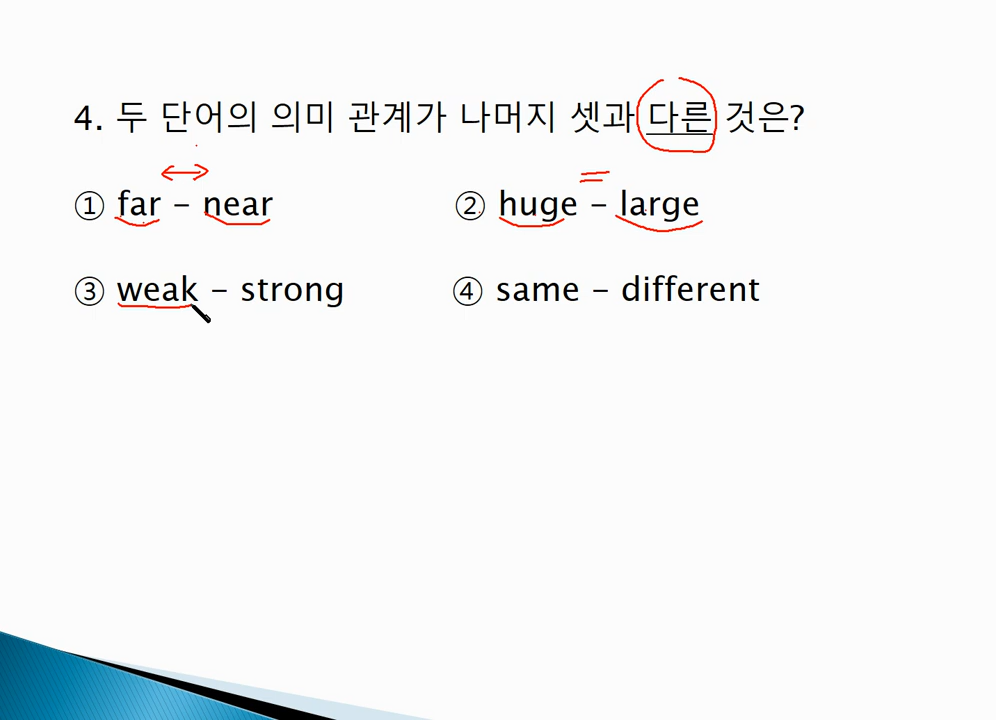 4. 두 단어의 의미 관계가 나머지 셋과 다른 것은?
① far – near ② huge – large
③ weak – strong ④ same – different